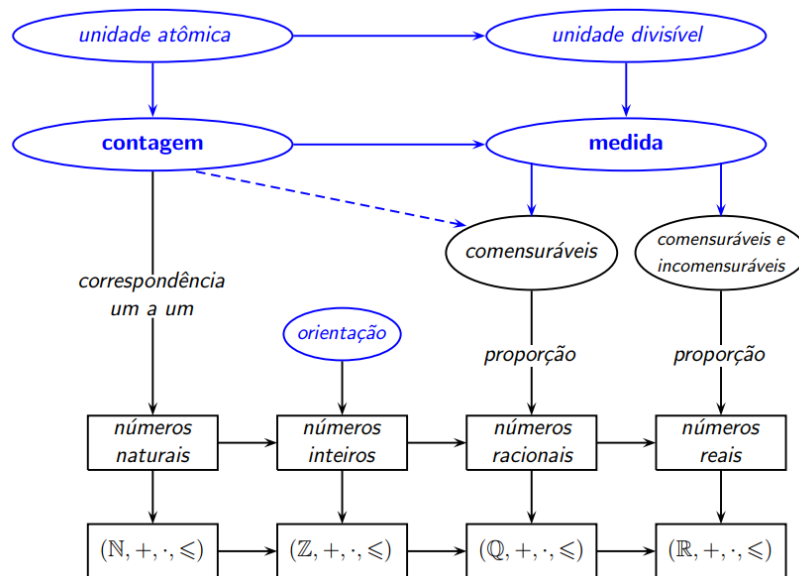 unidade atômica
unidade divisível
contagem
medida
comensuráveis
comensuráveis e
incomensuráveis
correspondência
um a um
orientação
proporção
proporção
números
naturais
números
inteiros
números
racionais
números
reais
(ℕ, +, ·, ⩽)
(ℤ, +, ·, ⩽)
(ℚ, +, ·, ⩽)
(ℝ, +, ·, ⩽)